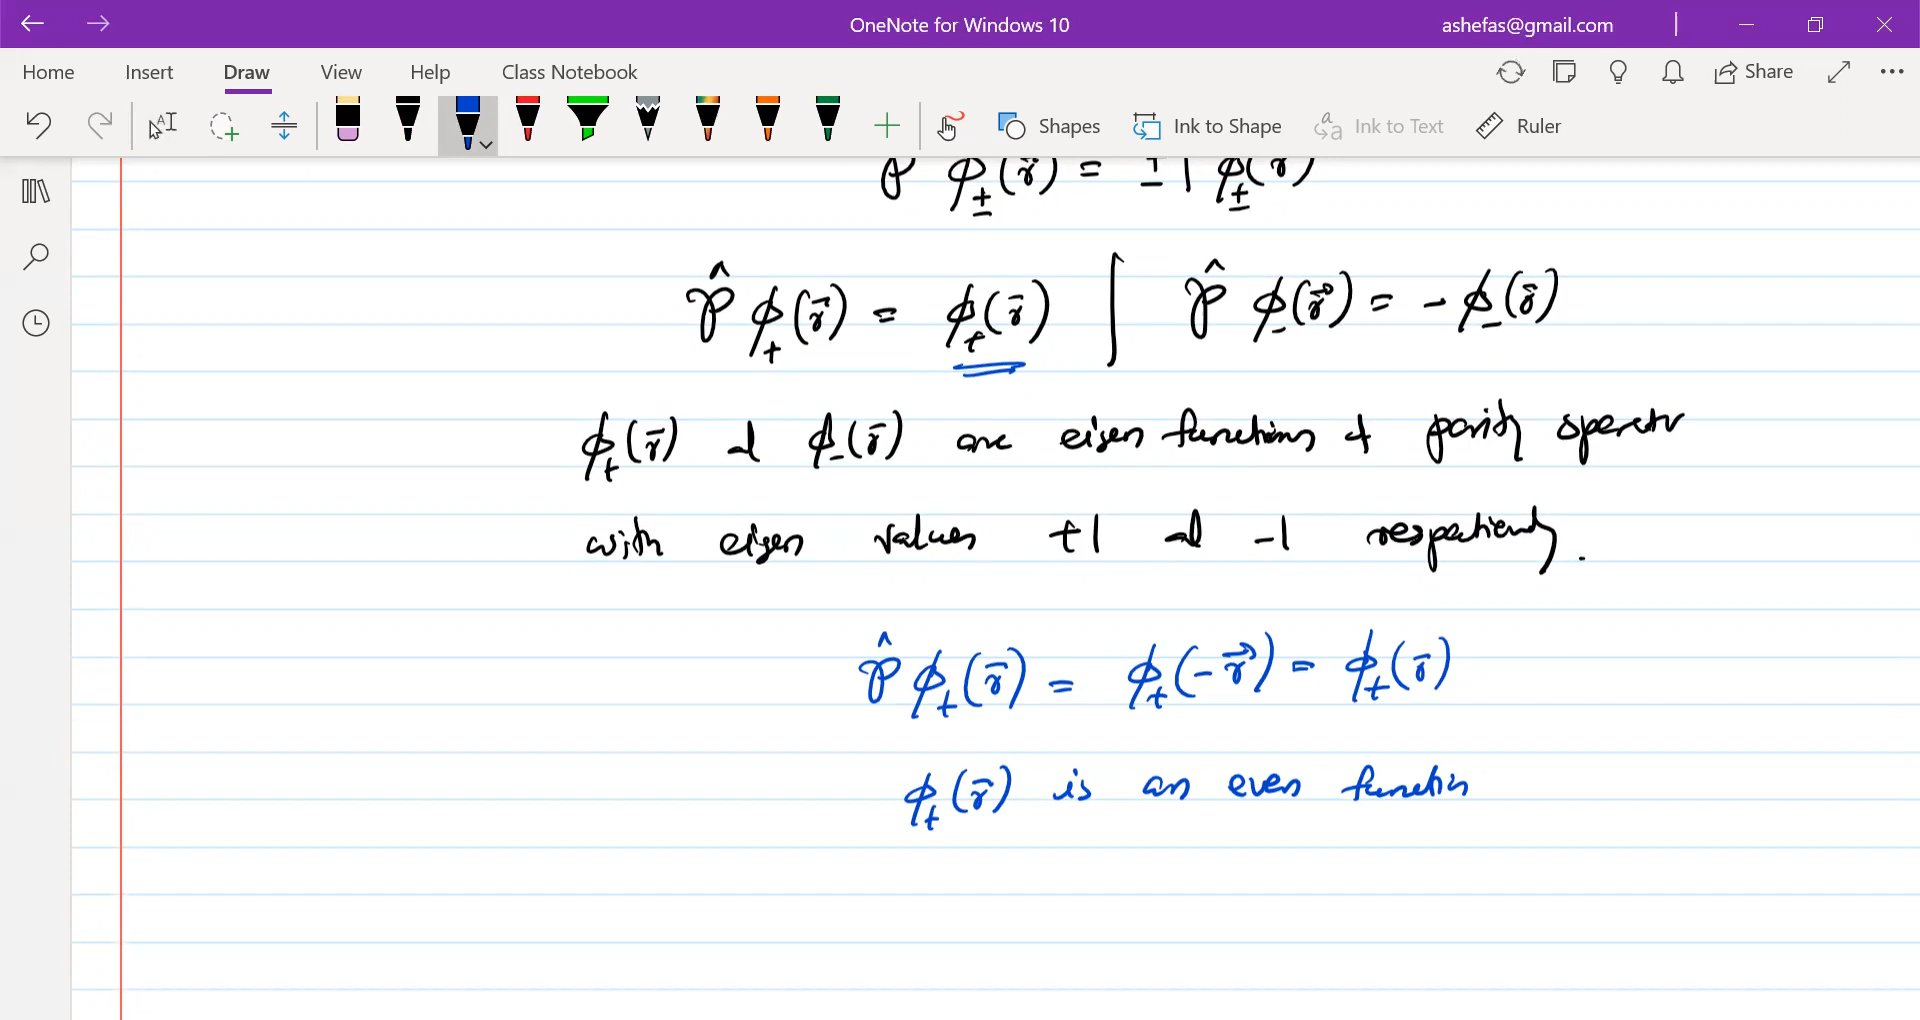 OneNote for Windows 10 ashefas@gmail.com
Home Insert Draw View Help Class Notebook Share
Shapes Ink to Shape Ink to Text Ruler
P ϕ±(r) = ±1 ϕ±(r)
P̂ ϕ₊(r⃗) = ϕ₊(r⃗) | P̂ ϕ₋(r⃗) = -ϕ₋(r⃗)
ϕ₊(r⃗) and ϕ₋(r⃗) are eigen functions of parity operator
with eigen values +1 and -1 respectively.
P̂ ϕ₊(r⃗) = ϕ₊(-r⃗) = ϕ₊(r⃗)
ϕ₊(r⃗) is an even function